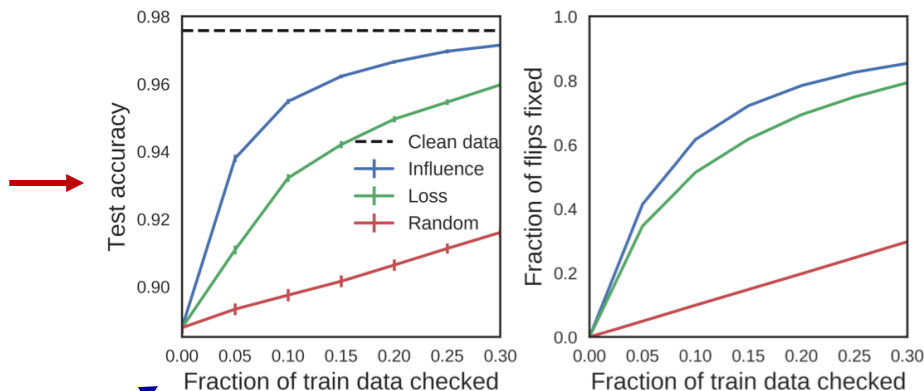 0.98
0.96
0.94
0.92
0.90
Test accuracy
Clean data
Influence
Loss
Random
0.00 0.05 0.10 0.15 0.20 0.25 0.30
Fraction of train data checked
1.0
0.8
0.6
0.4
0.2
0.0
Fraction of flips fixed
0.00 0.05 0.10 0.15 0.20 0.25 0.30
Fraction of train data checked